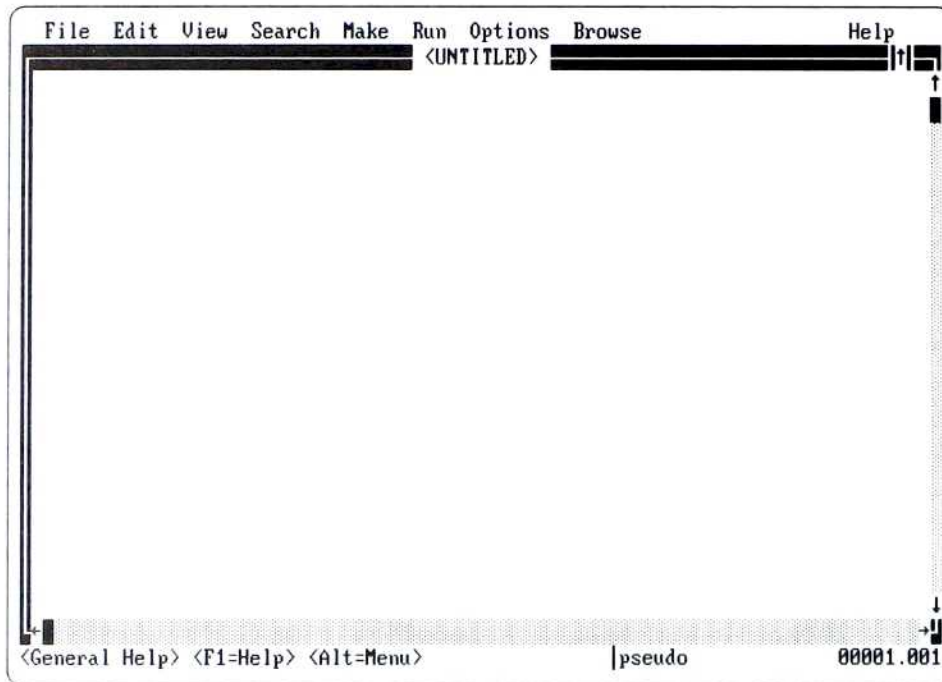 File Edit View Search Make Run Options Browse Help
<UNTITLED>
<General Help> <F1=Help> <Alt=Menu> pseudo 00001.001